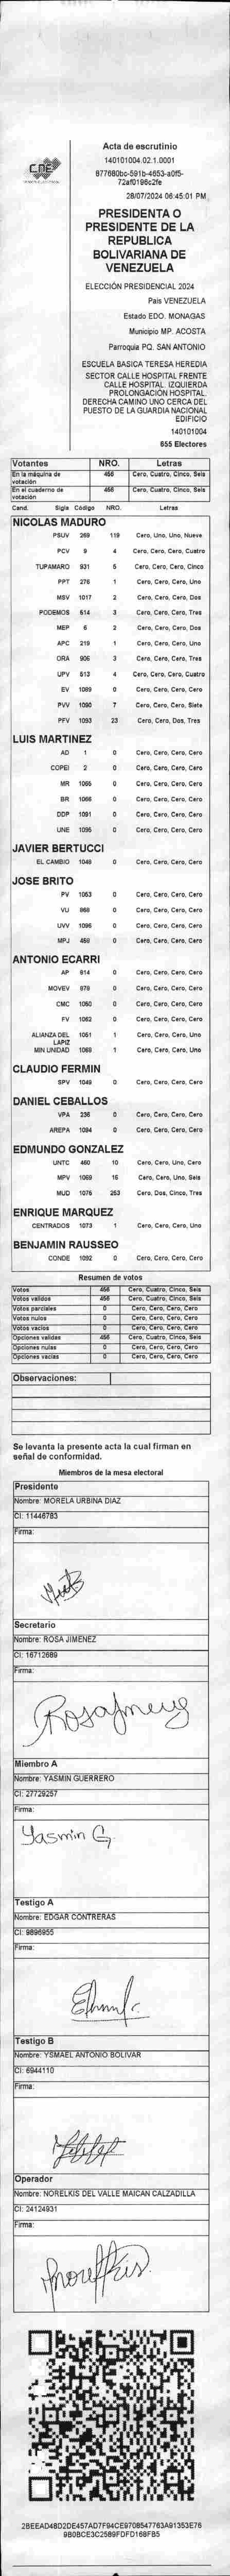 CNE
Acta de escrutinio
140101004.02.1.0001
877680bc-591b-4653-a0f5-
72af0196c2fe
28/07/2024 06:45:01 PM
PRESIDENTA O
PRESIDENTE DE LA
REPUBLICA
BOLIVARIANA DE
VENEZUELA
ELECCIÓN PRESIDENCIAL 2024
Pais VENEZUELA
Estado EDO. MONAGAS
Municipio MP. ACOSTA
Parroquia PQ. SAN ANTONIO
ESCUELA BASICA TERESA HEREDIA
SECTOR CALLE HOSPITAL FRENTE
CALLE HOSPITAL. IZQUIERDA
PROLONGACIÓN HOSPITAL.
DERECHA CAMINO UNO CERCA DEL
PUESTO DE LA GUARDIA NACIONAL
EDIFICIO
140101004
655 Electores
Votantes NRO. Letras
En la máquina de votación 456 Cero, Cuatro, Cinco, Seis
En el cuaderno de votación 456 Cero, Cuatro, Cinco, Seis
Cand. Sigla Código NRO. Letras
NICOLAS MADURO
PSUV 269 119 Cero, Uno, Uno, Nueve
PCV 9 4 Cero, Cero, Cero, Cuatro
TUPAMARO 931 5 Cero, Cero, Cero, Cinco
PPT 276 1 Cero, Cero, Cero, Uno
MSV 1017 2 Cero, Cero, Cero, Dos
PODEMOS 614 3 Cero, Cero, Cero, Tres
MEP 6 2 Cero, Cero, Cero, Dos
APC 219 1 Cero, Cero, Cero, Uno
ORA 906 3 Cero, Cero, Cero, Tres
UPV 513 4 Cero, Cero, Cero, Cuatro
EV 1089 0 Cero, Cero, Cero, Cero
PVV 1090 7 Cero, Cero, Cero, Siete
PFV 1093 23 Cero, Cero, Dos, Tres
LUIS MARTINEZ
AD 1 0 Cero, Cero, Cero, Cero
COPEI 2 0 Cero, Cero, Cero, Cero
MR 1065 0 Cero, Cero, Cero, Cero
BR 1066 0 Cero, Cero, Cero, Cero
DDP 1091 0 Cero, Cero, Cero, Cero
UNE 1095 0 Cero, Cero, Cero, Cero
JAVIER BERTUCCI
EL CAMBIO 1048 0 Cero, Cero, Cero, Cero
JOSE BRITO
PV 1053 0 Cero, Cero, Cero, Cero
VU 868 0 Cero, Cero, Cero, Cero
UVV 1096 0 Cero, Cero, Cero, Cero
MPJ 468 0 Cero, Cero, Cero, Cero
ANTONIO ECARRI
AP 814 0 Cero, Cero, Cero, Cero
MOVEV 979 0 Cero, Cero, Cero, Cero
CMC 1050 0 Cero, Cero, Cero, Cero
FV 1062 0 Cero, Cero, Cero, Cero
ALIANZA DEL LAPIZ 1051 1 Cero, Cero, Cero, Uno
MIN UNIDAD 1088 1 Cero, Cero, Cero, Uno
CLAUDIO FERMIN
SPV 1049 0 Cero, Cero, Cero, Cero
DANIEL CEBALLOS
VPA 236 0 Cero, Cero, Cero, Cero
AREPA 1094 0 Cero, Cero, Cero, Cero
EDMUNDO GONZALEZ
UNTC 460 10 Cero, Cero, Uno, Cero
MPV 1069 16 Cero, Cero, Uno, Seis
MUD 1076 253 Cero, Dos, Cinco, Tres
ENRIQUE MARQUEZ
CENTRADOS 1073 1 Cero, Cero, Cero, Uno
BENJAMIN RAUSSEO
CONDE 1092 0 Cero, Cero, Cero, Cero
Resumen de votos
Votos 456 Cero, Cuatro, Cinco, Seis
Votos validos 456 Cero, Cuatro, Cinco, Seis
Votos parciales 0 Cero, Cero, Cero, Cero
Votos nulos 0 Cero, Cero, Cero, Cero
Votos vacios 0 Cero, Cero, Cero, Cero
Opciones validas 456 Cero, Cuatro, Cinco, Seis
Opciones nulas 0 Cero, Cero, Cero, Cero
Opciones vacias 0 Cero, Cero, Cero, Cero
Observaciones:
Se levanta la presente acta la cual firman en
señal de conformidad.
Miembros de la mesa electoral
Presidente
Nombre: MORELA URBINA DIAZ
CI: 11446783
Firma:
Secretario
Nombre: ROSA JIMENEZ
CI: 16712689
Firma:
Miembro A
Nombre: YASMIN GUERRERO
CI: 27729257
Firma:
Yasmin G.
Testigo A
Nombre: EDGAR CONTRERAS
CI: 9896955
Firma:
Testigo B
Nombre: YSMAEL ANTONIO BOLIVAR
CI: 6944110
Firma:
Operador
Nombre: NORELKIS DEL VALLE MAICAN CALZADILLA
CI: 24124931
Firma:
2BEEAD48D2DE457AD7F94CE9708547763A91353E76
9B0BCE3C2589FDFD168FB5